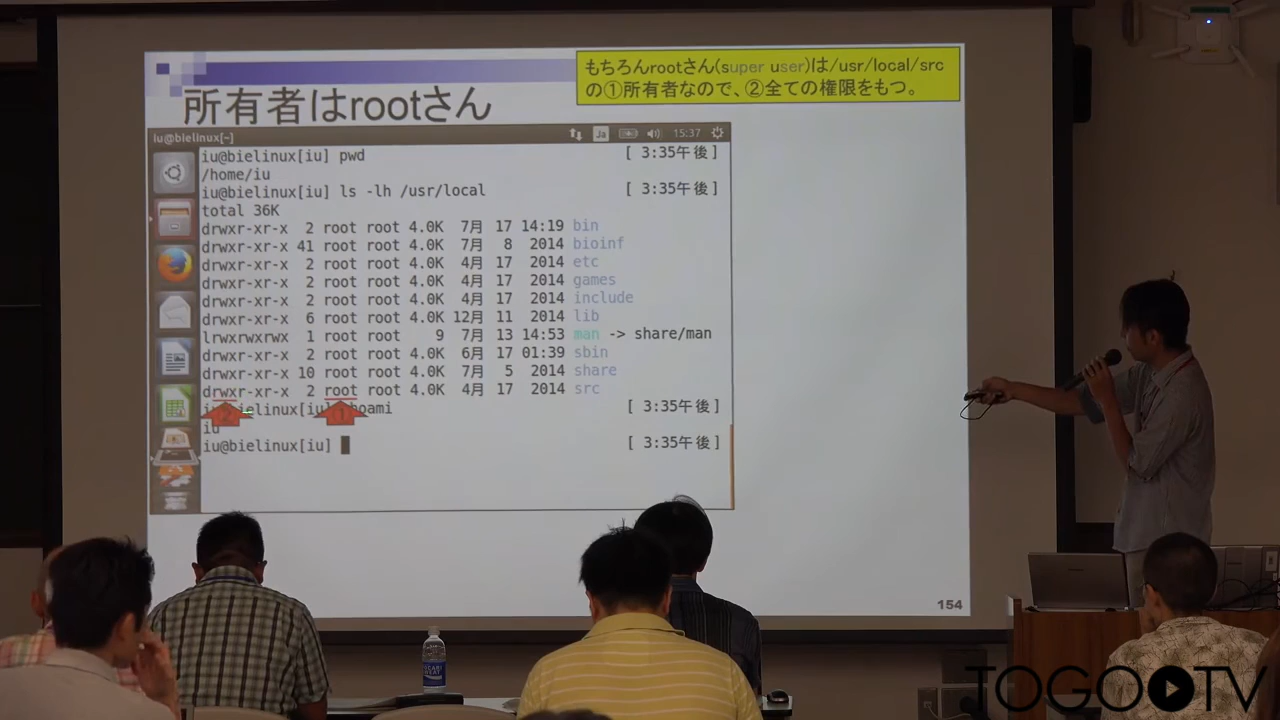 もちろんrootさん(super user)は/usr/local/src
の①所有者なので、②全ての権限をもつ。
所有者はrootさん
iu@bielinux[~]
Ja
15:37
iu@bielinux[iu] pwd [ 3:35午後]
/home/iu
iu@bielinux[iu] ls -lh /usr/local [ 3:35午後]
total 36K
drwxr-xr-x 2 root root 4.0K 7月 17 14:19 bin
drwxr-xr-x 41 root root 4.0K 7月 8 2014 bioinf
drwxr-xr-x 2 root root 4.0K 4月 17 2014 etc
drwxr-xr-x 2 root root 4.0K 4月 17 2014 games
drwxr-xr-x 2 root root 4.0K 4月 17 2014 include
drwxr-xr-x 6 root root 4.0K 12月 11 2014 lib
lrwxrwxrwx 1 root root 9 7月 13 14:53 man -> share/man
drwxr-xr-x 2 root root 4.0K 6月 17 01:39 sbin
drwxr-xr-x 10 root root 4.0K 7月 5 2014 share
drwxr-xr-x 2 root root 4.0K 4月 17 2014 src
② ①
hoami [ 3:35午後]
iu
iu@bielinux[iu] [ 3:35午後]
154
TOGO TV